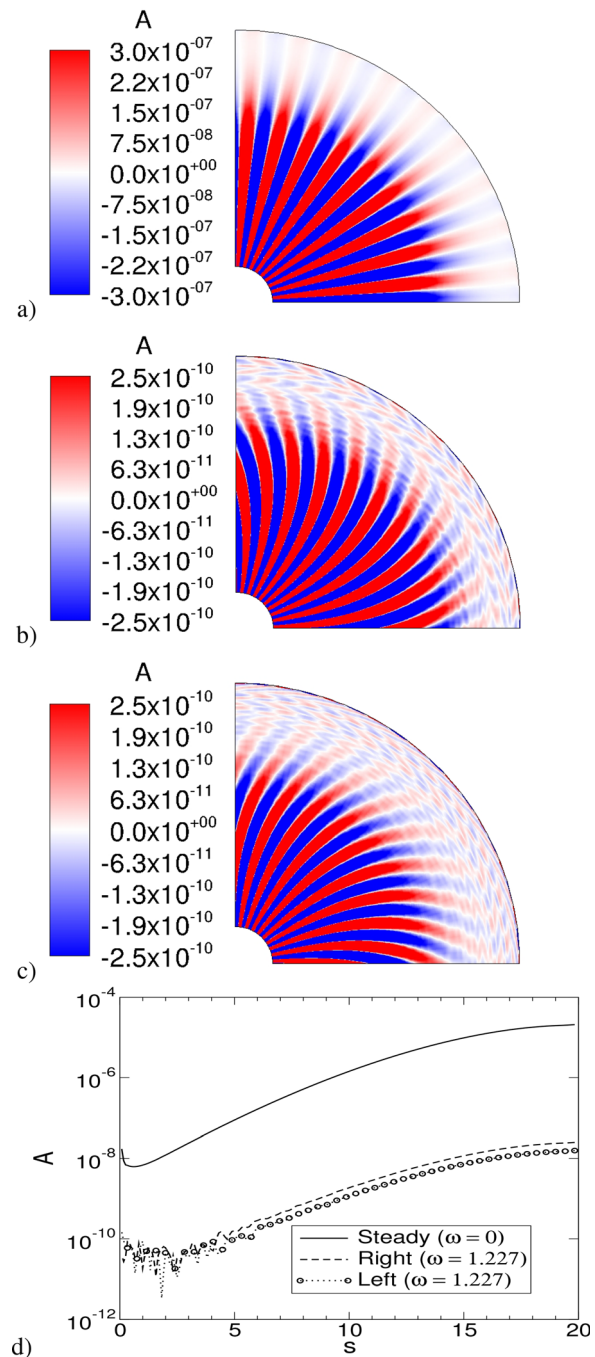 A
3.0x10^-07
2.2x10^-07
1.5x10^-07
7.5x10^-08
0.0x10^+00
-7.5x10^-08
-1.5x10^-07
-2.2x10^-07
-3.0x10^-07
a)
A
2.5x10^-10
1.9x10^-10
1.3x10^-10
6.3x10^-11
0.0x10^+00
-6.3x10^-11
-1.3x10^-10
-1.9x10^-10
-2.5x10^-10
b)
A
2.5x10^-10
1.9x10^-10
1.3x10^-10
6.3x10^-11
0.0x10^+00
-6.3x10^-11
-1.3x10^-10
-1.9x10^-10
-2.5x10^-10
c)
10^-4
10^-6
A
10^-8
10^-10
10^-12
Steady (ω = 0)
Right (ω = 1.227)
Left (ω = 1.227)
0 5 10 15 20
s
d)